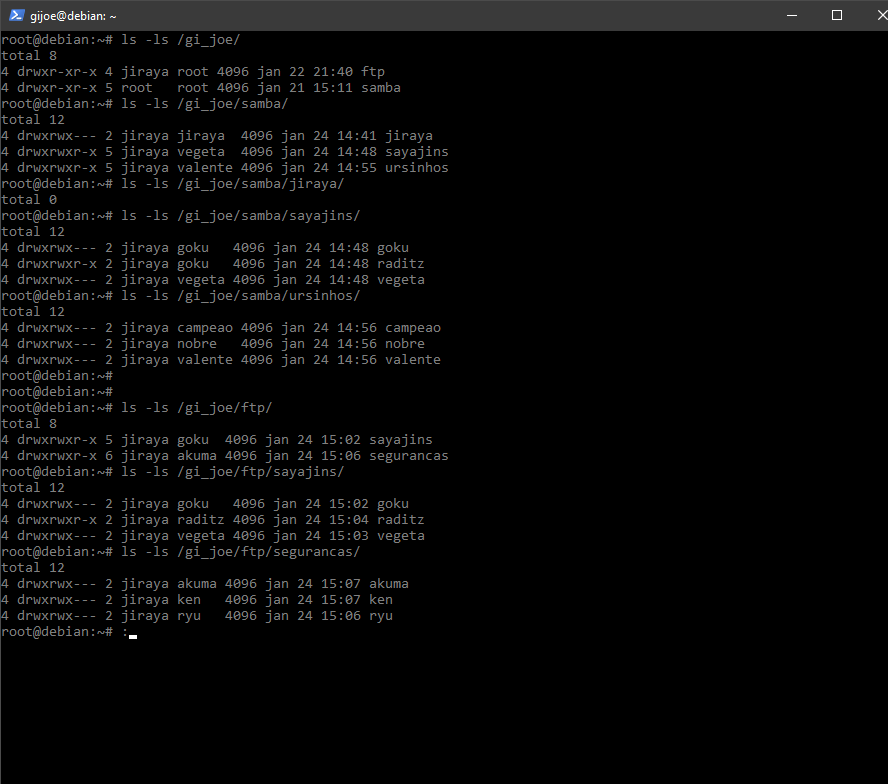 gijoe@debian: ~
root@debian:~# ls -ls /gi_joe/
total 8
4 drwxr-xr-x 4 jiraya root 4096 jan 22 21:40 ftp
4 drwxr-xr-x 5 root   root 4096 jan 21 15:11 samba
root@debian:~# ls -ls /gi_joe/samba/
total 12
4 drwxrwx--- 2 jiraya jiraya  4096 jan 24 14:41 jiraya
4 drwxrwxr-x 5 jiraya vegeta  4096 jan 24 14:48 sayajins
4 drwxrwxr-x 5 jiraya valente 4096 jan 24 14:55 ursinhos
root@debian:~# ls -ls /gi_joe/samba/jiraya/
total 0
root@debian:~# ls -ls /gi_joe/samba/sayajins/
total 12
4 drwxrwx--- 2 jiraya goku   4096 jan 24 14:48 goku
4 drwxrwxr-x 2 jiraya goku   4096 jan 24 14:48 raditz
4 drwxrwx--- 2 jiraya vegeta 4096 jan 24 14:48 vegeta
root@debian:~# ls -ls /gi_joe/samba/ursinhos/
total 12
4 drwxrwx--- 2 jiraya campeao 4096 jan 24 14:56 campeao
4 drwxrwx--- 2 jiraya nobre   4096 jan 24 14:56 nobre
4 drwxrwx--- 2 jiraya valente 4096 jan 24 14:56 valente
root@debian:~#
root@debian:~#
root@debian:~# ls -ls /gi_joe/ftp/
total 8
4 drwxrwxr-x 5 jiraya goku  4096 jan 24 15:02 sayajins
4 drwxrwxr-x 6 jiraya akuma 4096 jan 24 15:06 segurancas
root@debian:~# ls -ls /gi_joe/ftp/sayajins/
total 12
4 drwxrwx--- 2 jiraya goku   4096 jan 24 15:02 goku
4 drwxrwxr-x 2 jiraya raditz 4096 jan 24 15:04 raditz
4 drwxrwx--- 2 jiraya vegeta 4096 jan 24 15:03 vegeta
root@debian:~# ls -ls /gi_joe/ftp/segurancas/
total 12
4 drwxrwx--- 2 jiraya akuma 4096 jan 24 15:07 akuma
4 drwxrwx--- 2 jiraya ken   4096 jan 24 15:07 ken
4 drwxrwx--- 2 jiraya ryu   4096 jan 24 15:06 ryu
root@debian:~# :